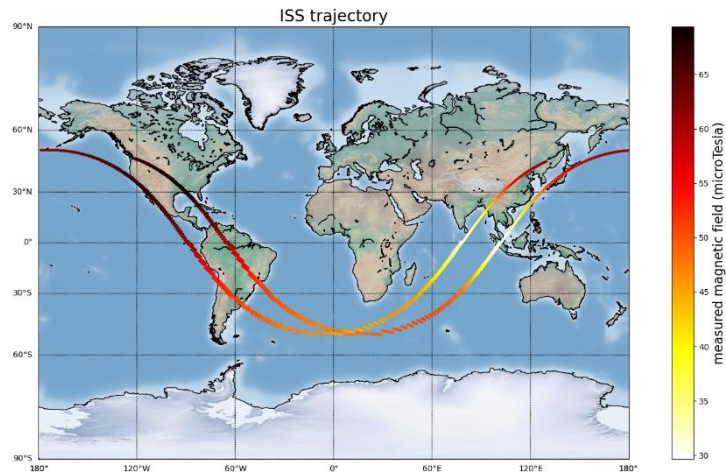 ISS trajectory
90°N
60°N
30°N
0°
30°S
60°S
90°S
180° 120°W 60°W 0° 60°E 120°E 180°
65
60
55
50
45
40
35
30
measured magnetic field (microTesla)